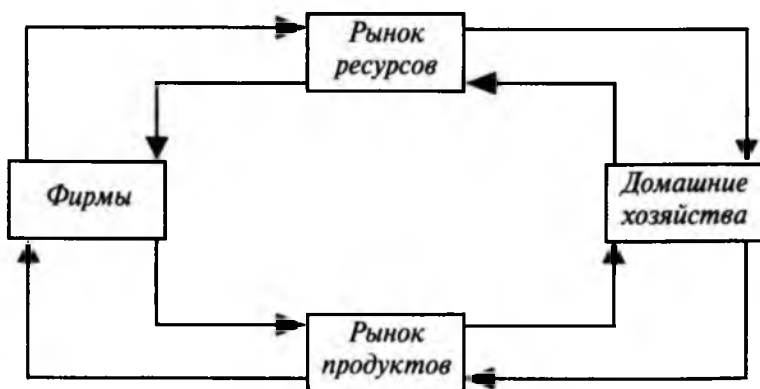 Рынок
ресурсов
Фирмы
Домашние
хозяйства
Рынок
продуктов